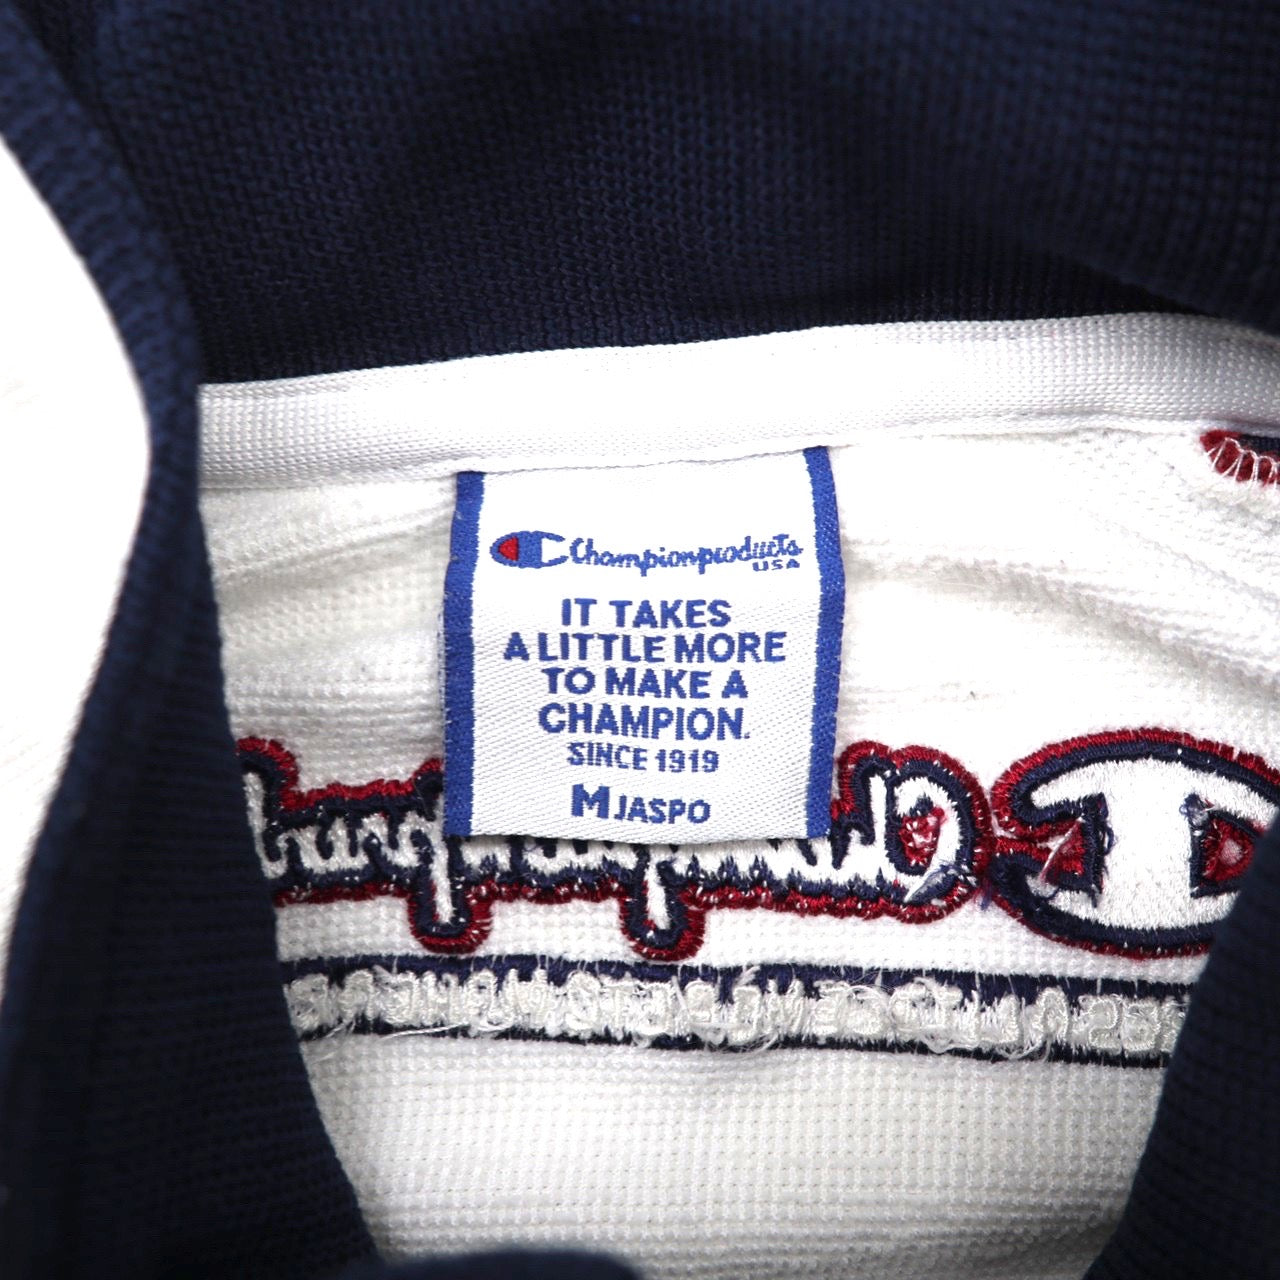 Championproducts
USA
IT TAKES
A LITTLE MORE
TO MAKE A
CHAMPION.
SINCE 1919
M JASPO